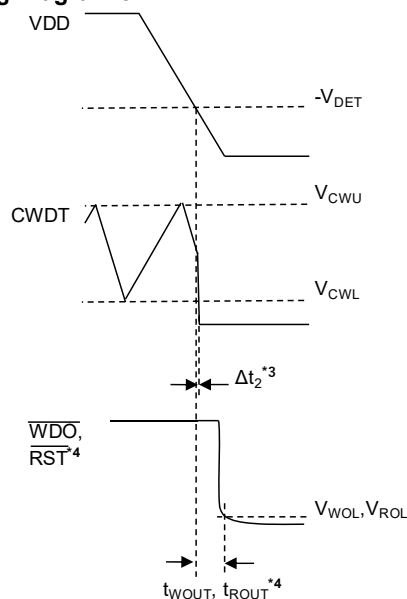 VDD
-VDET
VCWU
CWDT
VCWL
Δt2*3
WDO,
RST*4
VWOL,VROL
tWOUT, tROUT*4